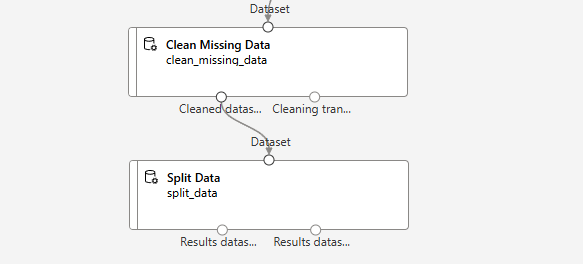 Dataset
Clean Missing Data
clean_missing_data
Cleaned datas... Cleaning tran...
Dataset
Split Data
split_data
Results datas... Results datas...